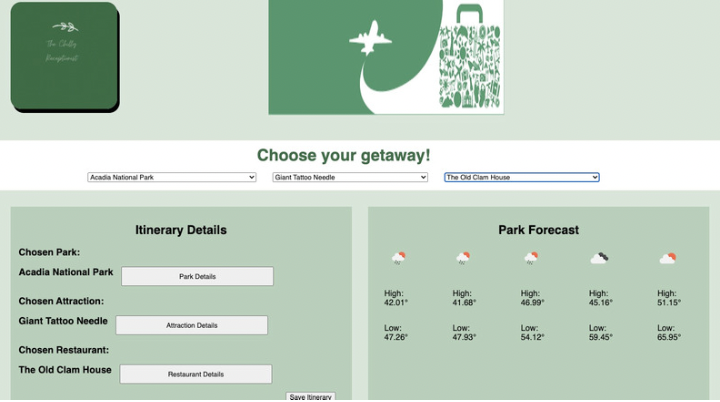 The Chilly
Receptionist
Choose your getaway!
Acadia National Park
Giant Tattoo Needle
The Old Clam House
Itinerary Details
Chosen Park:
Acadia National Park
Park Details
Chosen Attraction:
Giant Tattoo Needle
Attraction Details
Chosen Restaurant:
The Old Clam House
Restaurant Details
Save Itinerary
Park Forecast
High: High: High: High: High:
42.01° 41.68° 46.99° 45.16° 51.15°
Low: Low: Low: Low: Low:
47.26° 47.93° 54.12° 59.45° 65.95°